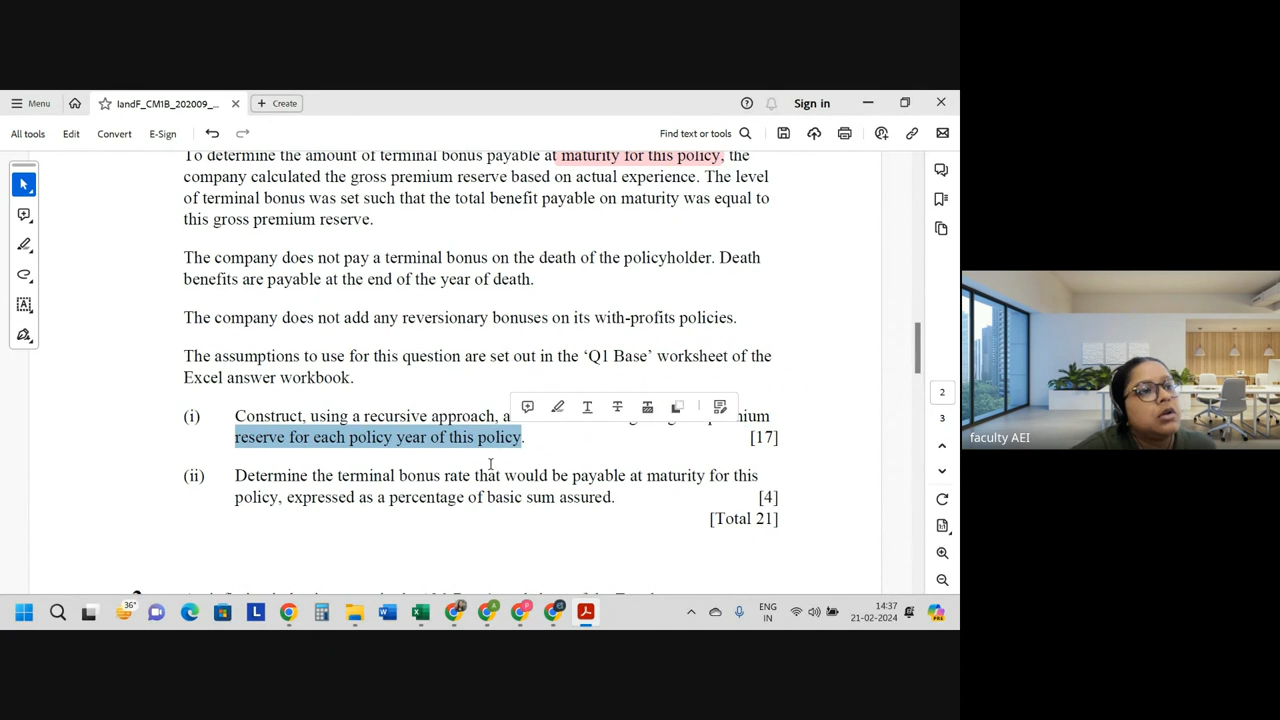 Menu
IandF_CM1B_202009_...
Create
Sign in
All tools
Edit
Convert
E-Sign
Find text or tools
To determine the amount of terminal bonus payable at maturity for this policy, the
company calculated the gross premium reserve based on actual experience. The level
of terminal bonus was set such that the total benefit payable on maturity was equal to
this gross premium reserve.
The company does not pay a terminal bonus on the death of the policyholder. Death
benefits are payable at the end of the year of death.
The company does not add any reversionary bonuses on its with-profits policies.
The assumptions to use for this question are set out in the ‘Q1 Base’ worksheet of the
Excel answer workbook.
(i) Construct, using a recursive approach, a
reserve for each policy year of this policy. [17]
(ii) Determine the terminal bonus rate that would be payable at maturity for this
policy, expressed as a percentage of basic sum assured. [4]
[Total 21]
2
3
faculty AEI
36°
ENG
IN
14:37
21-02-2024